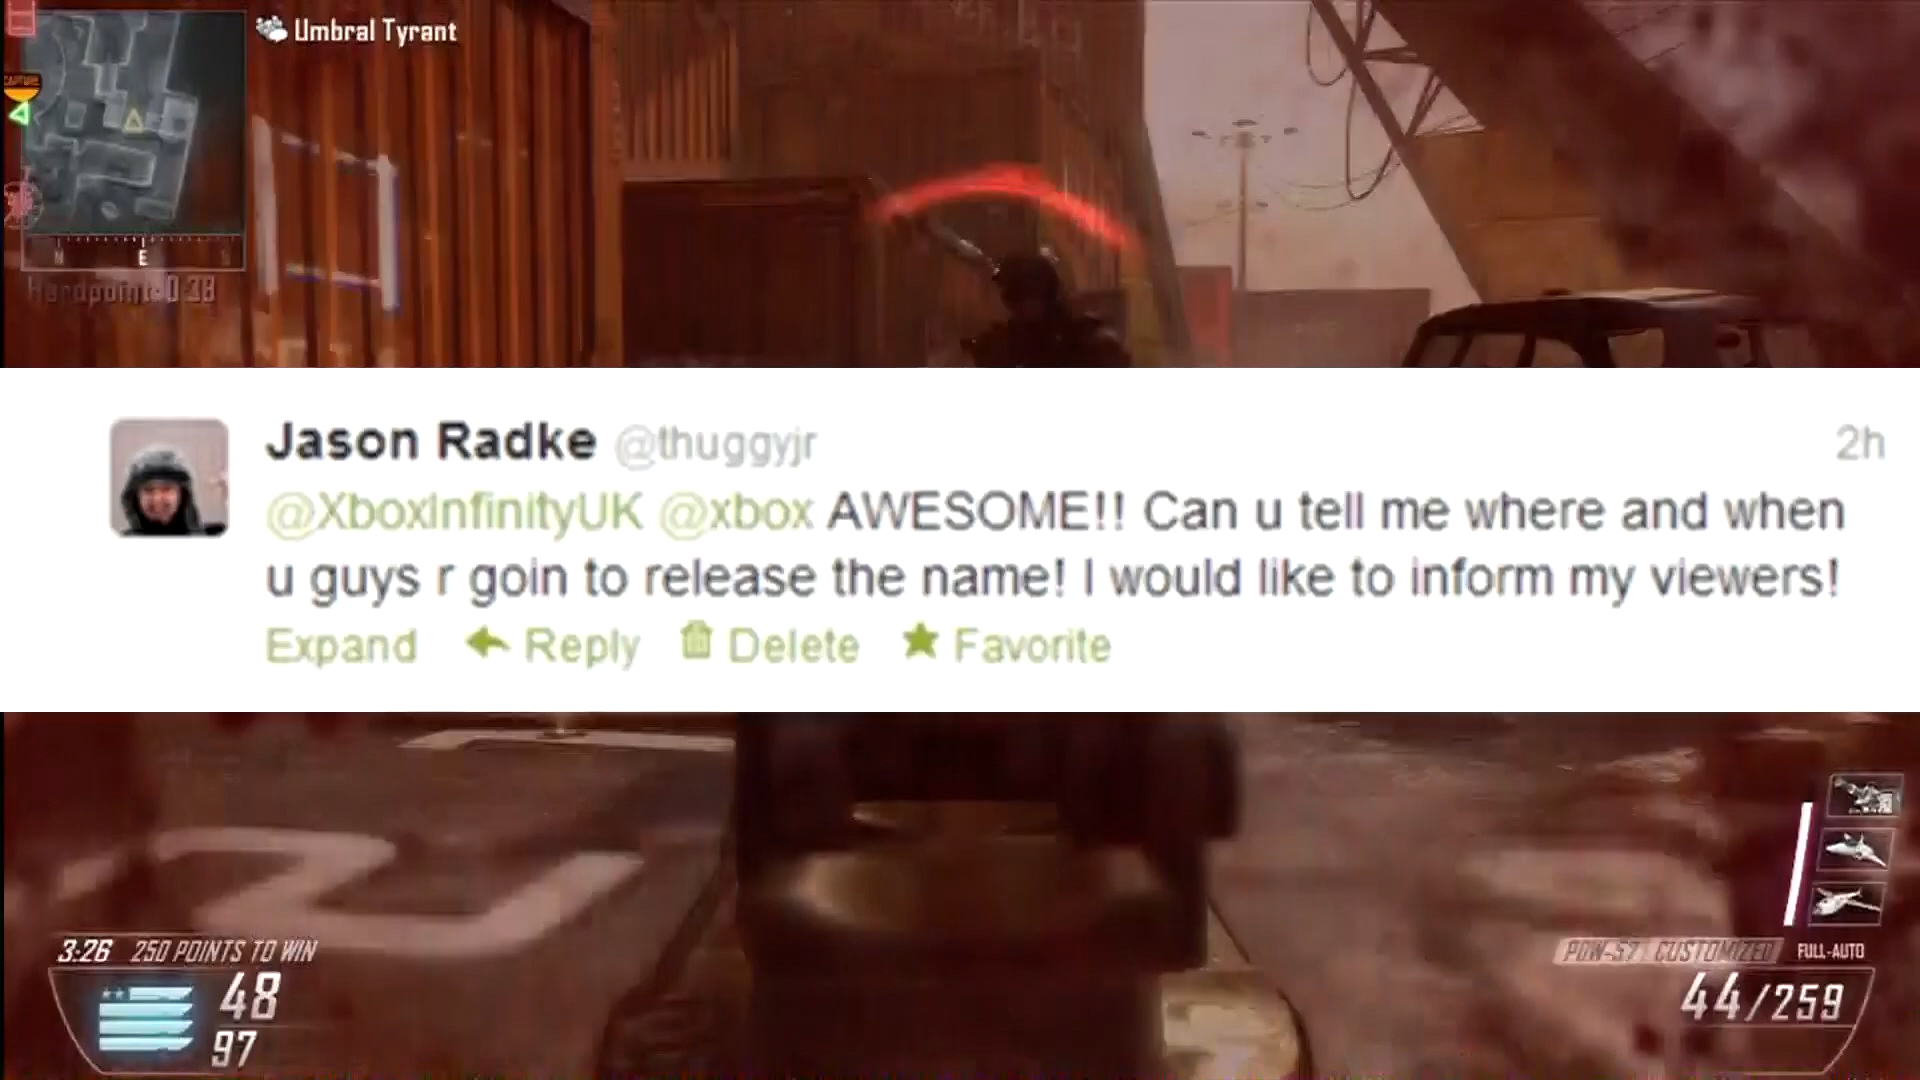 Umbral Tyrant
CAPTURE
N E
Hardpoint: 0:38
Jason Radke @thuggyjr 2h
@XboxInfinityUK @xbox AWESOME!! Can u tell me where and when
u guys r goin to release the name! I would like to inform my viewers!
Expand Reply Delete Favorite
3:26 250 POINTS TO WIN
48
97
PDW-57 CUSTOMIZED FULL-AUTO
44/259